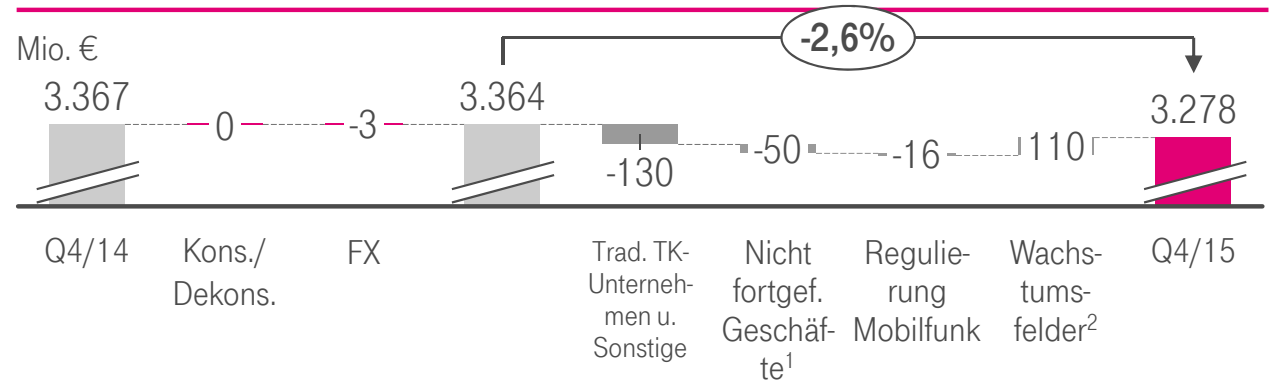 -2,6%
Mio. €
3.367
0
-3
3.364
-130
-50
-16
110
3.278
Q4/14
Kons./
Dekons.
FX
Trad. TK-
Unterneh-
men u.
Sonstige
Nicht
fortgef.
Geschäf-
te¹
Regulie-
rung
Mobilfunk
Wachs-
tums-
felder²
Q4/15